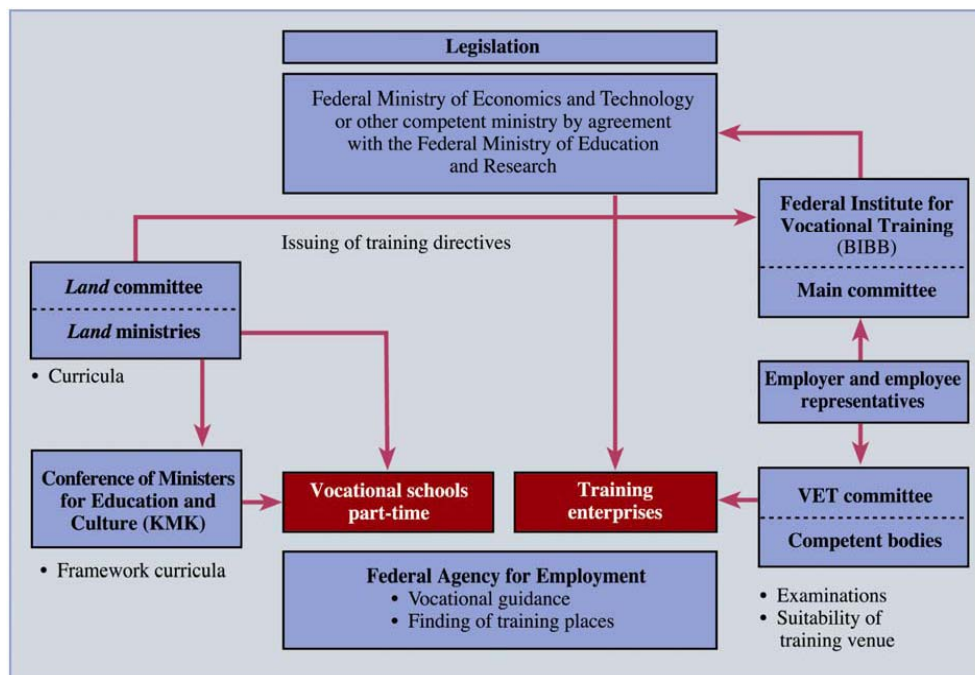 Legislation
Federal Ministry of Economics and Technology
or other competent ministry by agreement
with the Federal Ministry of Education
and Research
Federal Institute for
Vocational Training
(BIBB)
Main committee
Issuing of training directives
Land committee
Land ministries
• Curricula
Employer and employee
representatives
Conference of Ministers
for Education and
Culture (KMK)
• Framework curricula
Vocational schools
part-time
Training
enterprises
VET committee
Competent bodies
• Examinations
• Suitability of
training venue
Federal Agency for Employment
• Vocational guidance
• Finding of training places